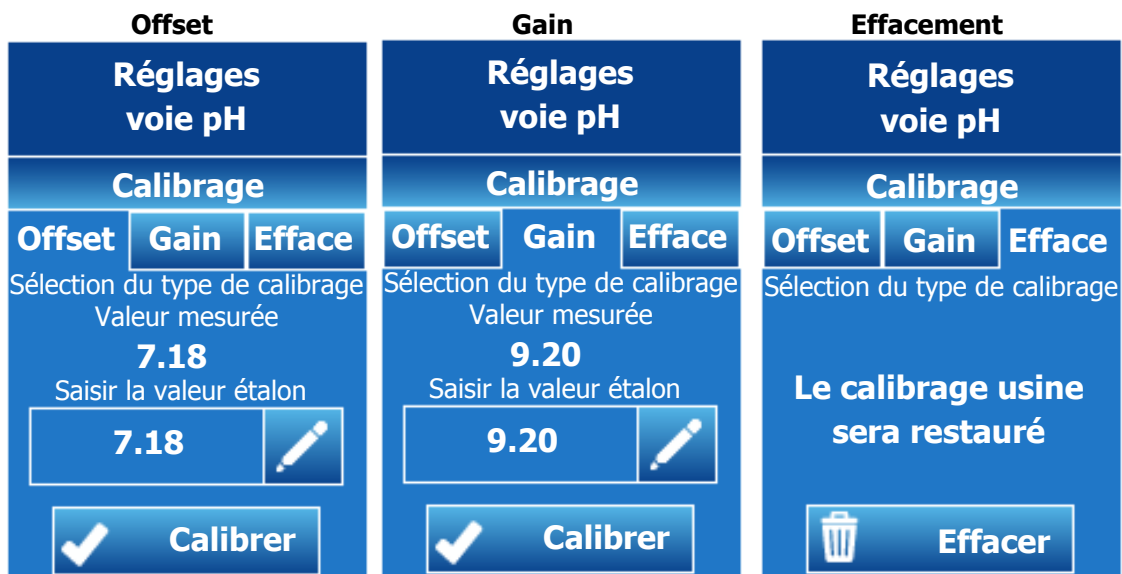 Offset
Réglages
voie pH
Calibrage
Offset Gain Efface
Sélection du type de calibrage
Valeur mesurée
7.18
Saisir la valeur étalon
7.18
Calibrer
Gain
Réglages
voie pH
Calibrage
Offset Gain Efface
Sélection du type de calibrage
Valeur mesurée
9.20
Saisir la valeur étalon
9.20
Calibrer
Effacement
Réglages
voie pH
Calibrage
Offset Gain Efface
Sélection du type de calibrage
Le calibrage usine
sera restauré
Effacer